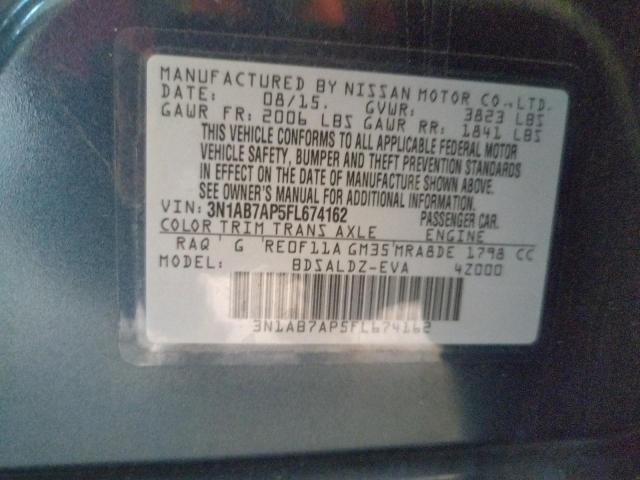 MANUFACTURED BY NISSAN MOTOR CO.,LTD.
DATE: 08/15. GVWR: 3823 LBS
GAWR FR: 2006 LBS GAWR RR: 1841 LBS
THIS VEHICLE CONFORMS TO ALL APPLICABLE FEDERAL MOTOR
VEHICLE SAFETY, BUMPER AND THEFT PREVENTION STANDARDS
IN EFFECT ON THE DATE OF MANUFACTURE SHOWN ABOVE.
SEE OWNER'S MANUAL FOR ADDITIONAL INFORMATION.
VIN: 3N1AB7AP5FL674162 PASSENGER CAR.
COLOR TRIM TRANS AXLE ENGINE
RAQ G RE0F11A GM35 MRA8DE 1798 CC
MODEL: BDSALDZ-EVA 4Z000
3N1AB7AP5FL674162